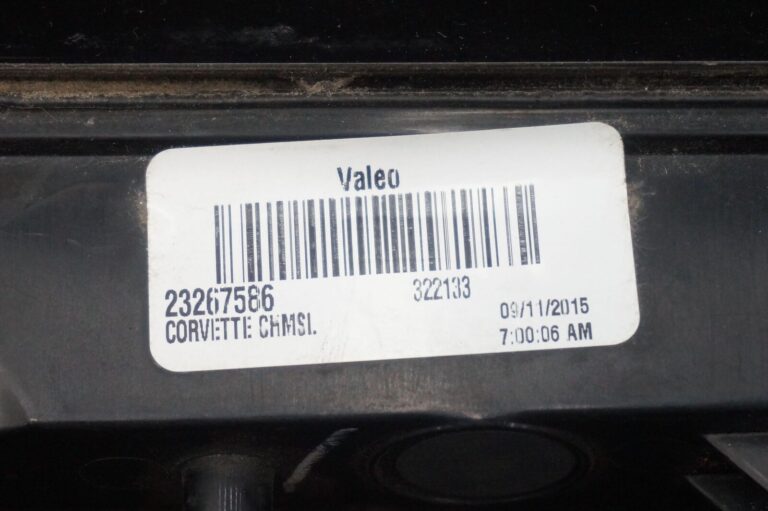 Valeo
23267586
322133
CORVETTE CHMSL
09/11/2015
7:00:06 AM